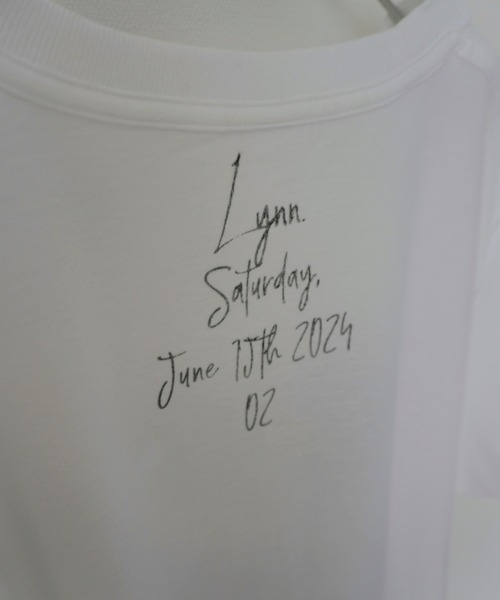 Lynn.
Saturday,
June 15th 2024
02